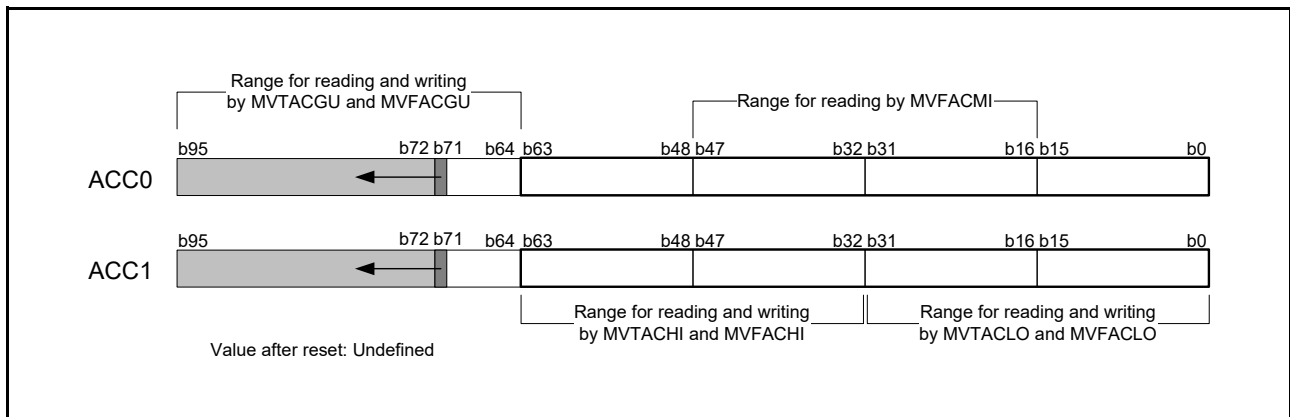 Range for reading and writing
by MVTACGU and MVFACGU
Range for reading by MVFACMI
b95 b72 b71 b64 b63 b48 b47 b32 b31 b16 b15 b0
ACC0
b95 b72 b71 b64 b63 b48 b47 b32 b31 b16 b15 b0
ACC1
Range for reading and writing
by MVTACHI and MVFACHI
Range for reading and writing
by MVTACLO and MVFACLO
Value after reset: Undefined